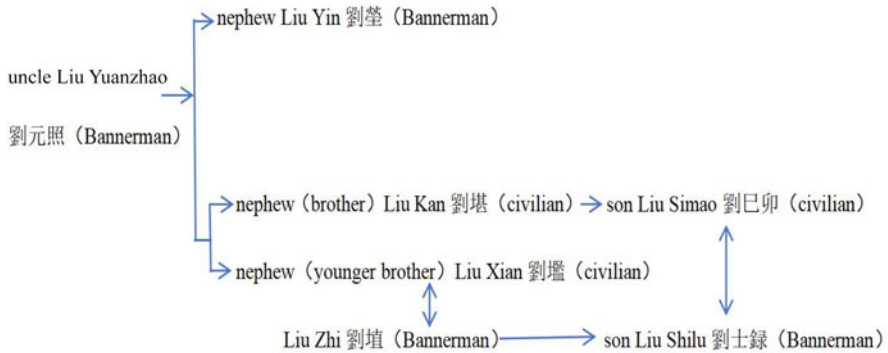 nephew Liu Yin 劉塋（Bannerman）
uncle Liu Yuanzhao
劉元照（Bannerman）
nephew（brother）Liu Kan 劉堪（civilian）
son Liu Simao 劉巳卯（civilian）
nephew（younger brother）Liu Xian 劉壏（civilian）
Liu Zhi 劉埴（Bannerman）
son Liu Shilu 劉士録（Bannerman）